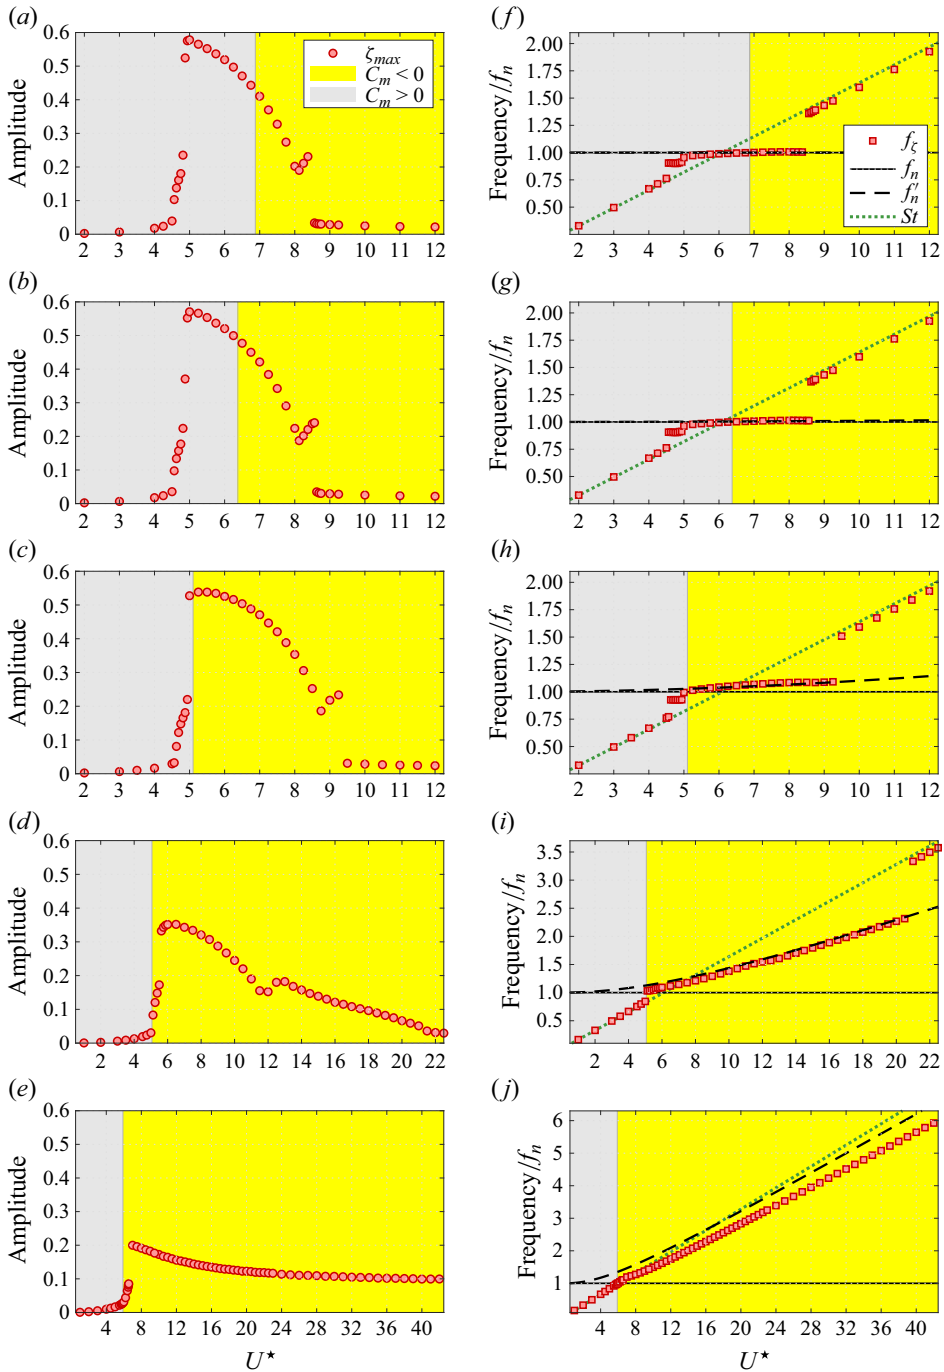 (a) (f)
0.6 0.5 0.4 0.3 0.2 0.1 0
Amplitude
ζmax
Cm < 0
Cm > 0
2 3 4 5 6 7 8 9 10 11 12
2.00 1.75 1.50 1.25 1.00 0.75 0.50
Frequency/fn
fζ
fn
f′n
St
2 3 4 5 6 7 8 9 10 11 12
(b) (g)
0.6 0.5 0.4 0.3 0.2 0.1 0
Amplitude
2 3 4 5 6 7 8 9 10 11 12
2.00 1.75 1.50 1.25 1.00 0.75 0.50
Frequency/fn
2 3 4 5 6 7 8 9 10 11 12
(c) (h)
0.6 0.5 0.4 0.3 0.2 0.1 0
Amplitude
2 3 4 5 6 7 8 9 10 11 12
2.00 1.75 1.50 1.25 1.00 0.75 0.50
Frequency/fn
2 3 4 5 6 7 8 9 10 11 12
(d) (i)
0.6 0.5 0.4 0.3 0.2 0.1 0
Amplitude
2 4 6 8 10 12 14 16 18 20 22
3.5 3.0 2.5 2.0 1.5 1.0 0.5
Frequency/fn
2 4 6 8 10 12 14 16 18 20 22
(e) (j)
0.6 0.5 0.4 0.3 0.2 0.1 0
Amplitude
4 8 12 16 20 24 28 32 36 40
U★
6 5 4 3 2 1
Frequency/fn
4 8 12 16 20 24 28 32 36 40
U★